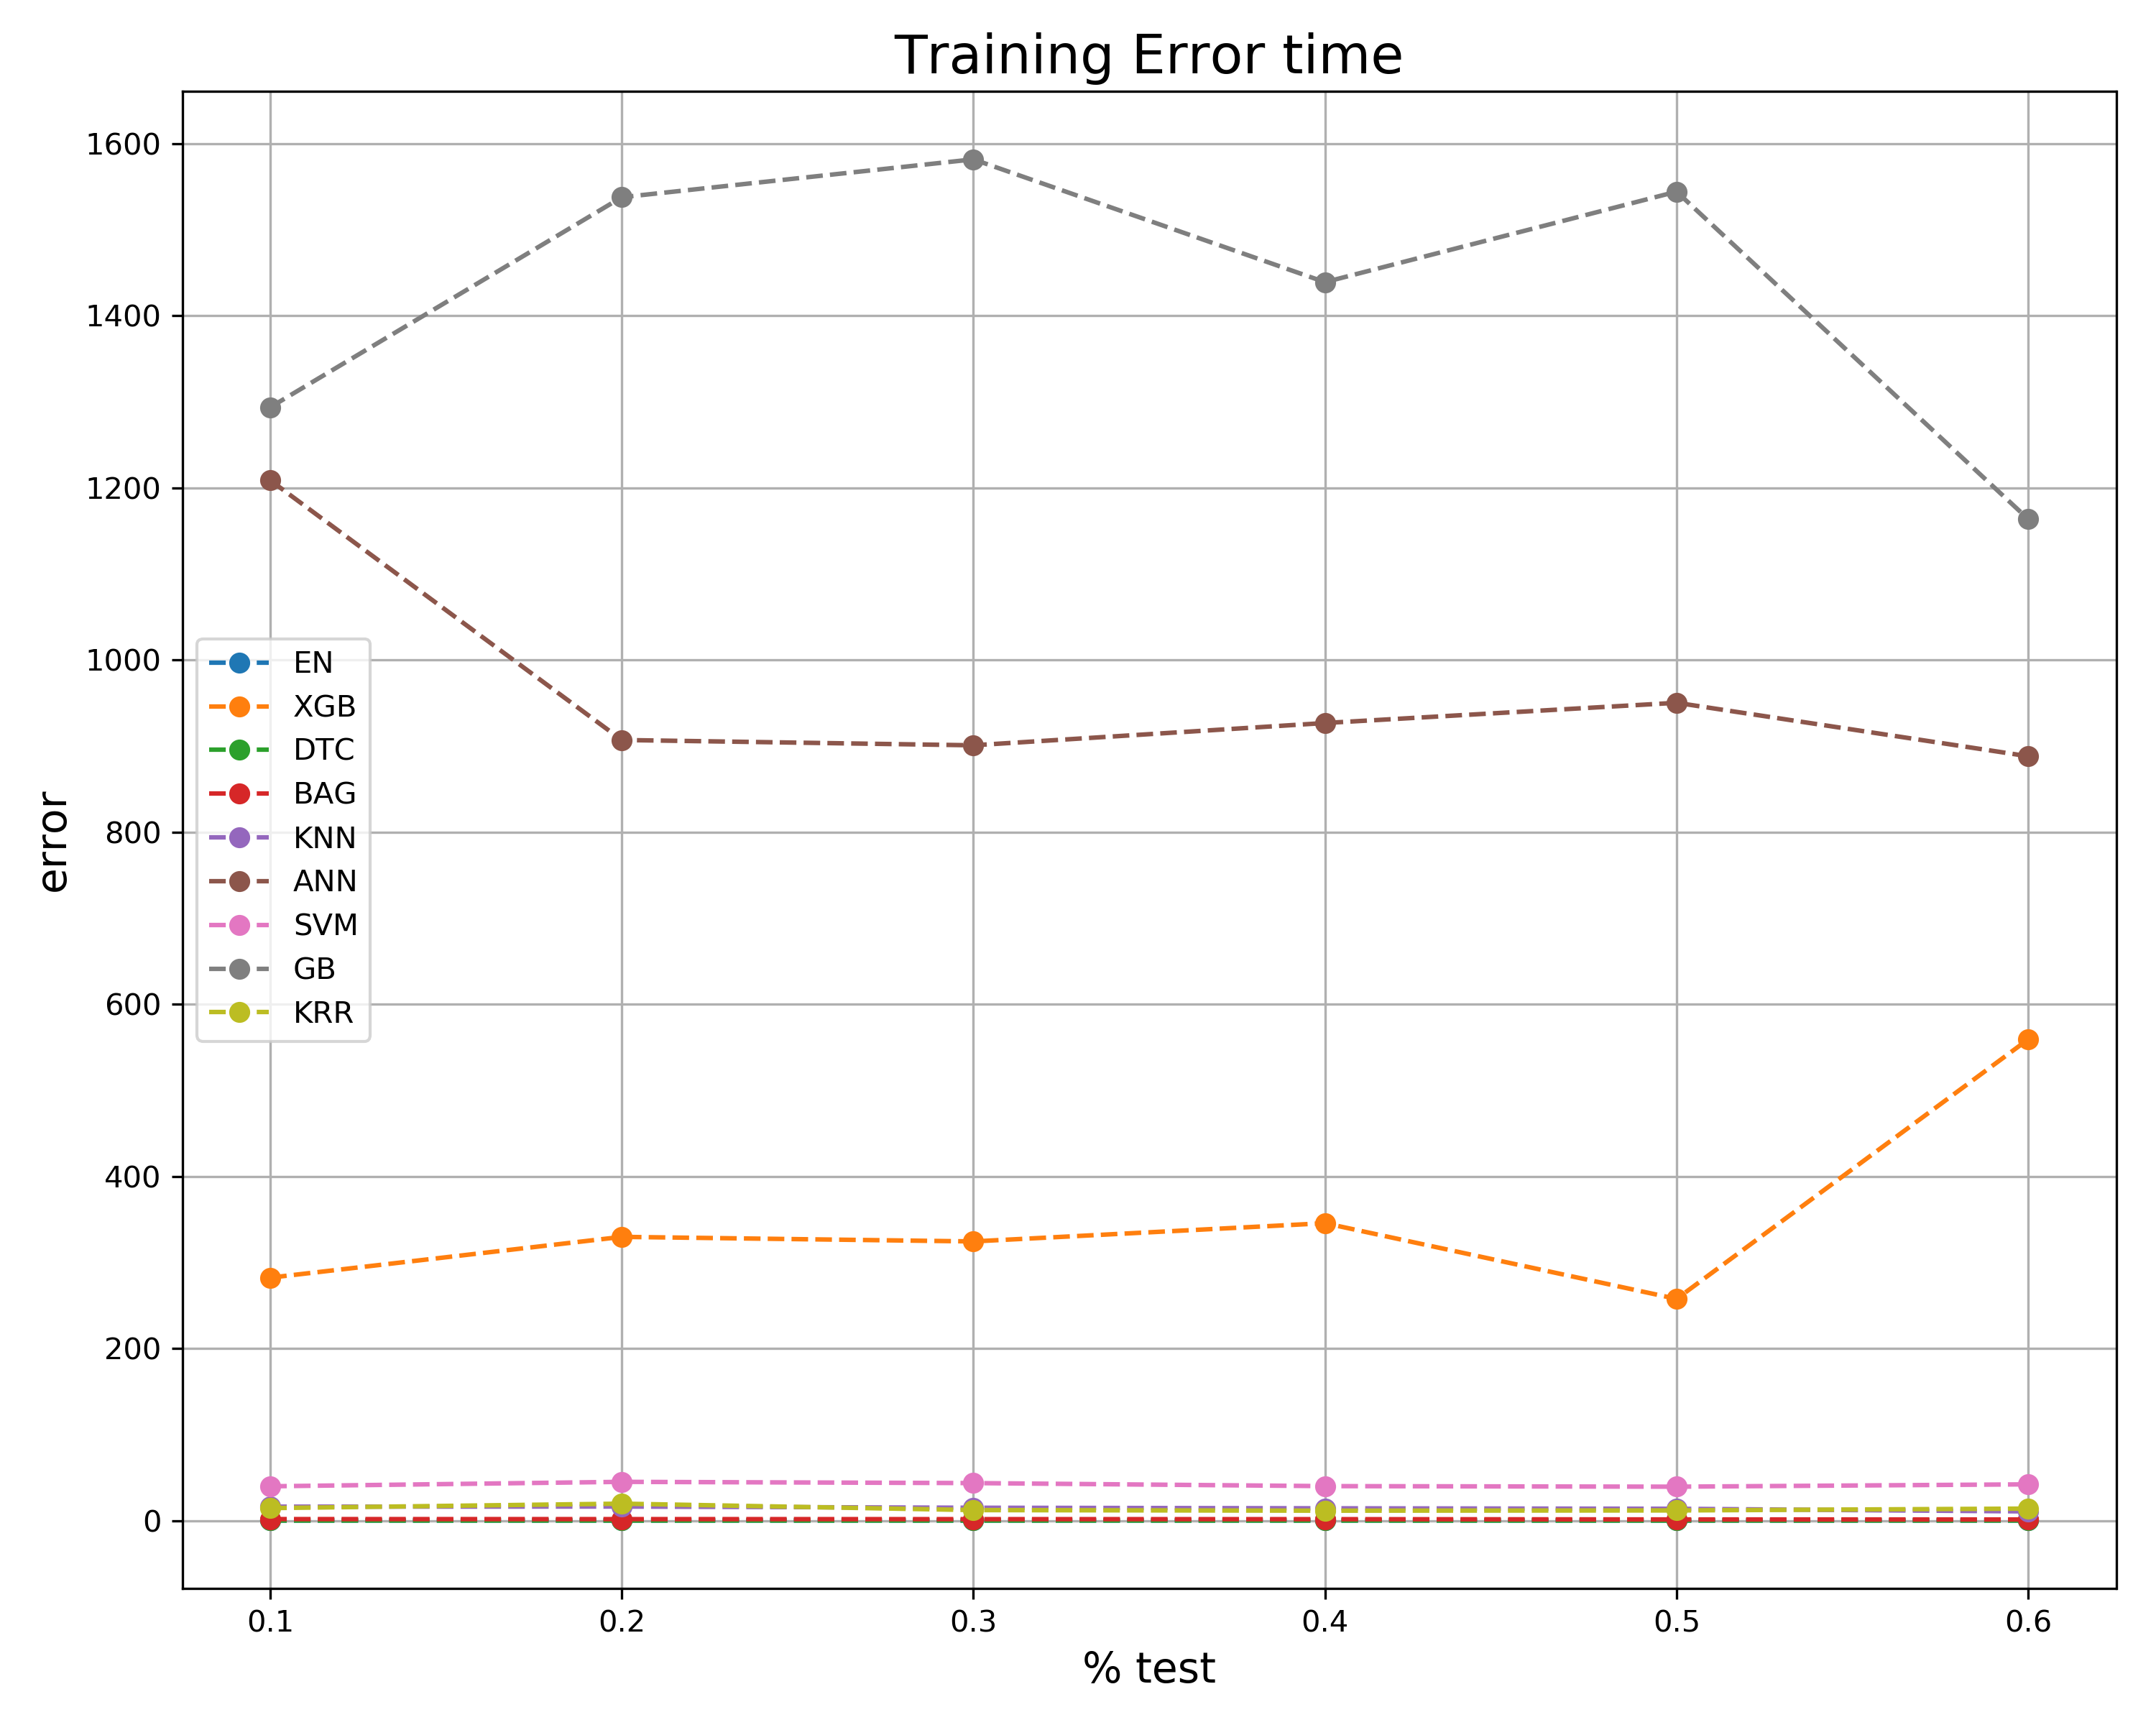 Training Error time
1600
1400
1200
1000
800
600
400
200
0
error
EN
XGB
DTC
BAG
KNN
ANN
SVM
GB
KRR
0.1 0.2 0.3 0.4 0.5 0.6
% test